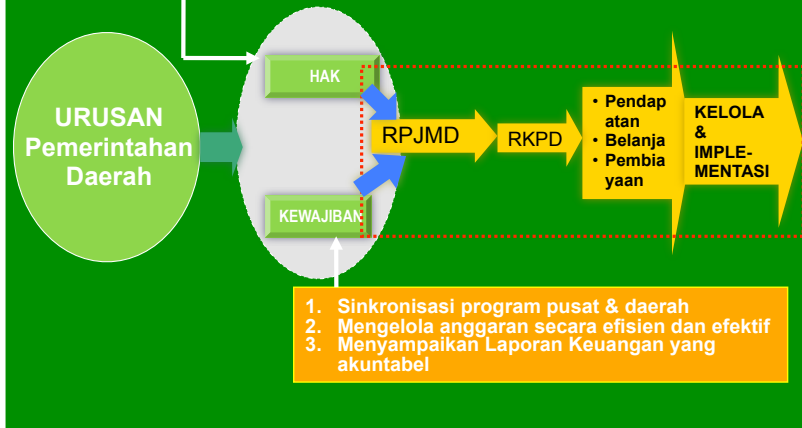 URUSAN
Pemerintahan
Daerah
HAK
KEWAJIBAN
RPJMD
RKPD
• Pendap
atan
• Belanja
• Pembia
yaan
KELOLA
&
IMPLE-
MENTASI
1. Sinkronisasi program pusat & daerah
2. Mengelola anggaran secara efisien dan efektif
3. Menyampaikan Laporan Keuangan yang
akuntabel